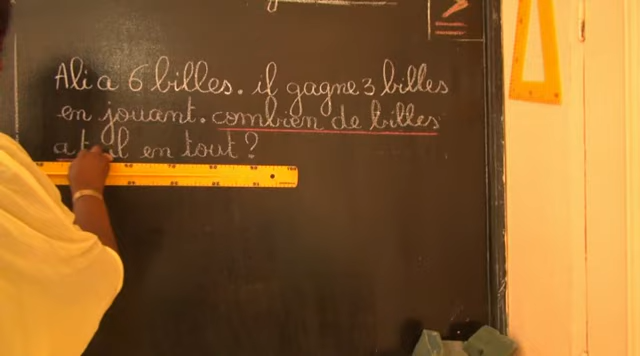 Ali a 6 billes. il gagne 3 billes
en jouant. combien de billes
a t il en tout ?